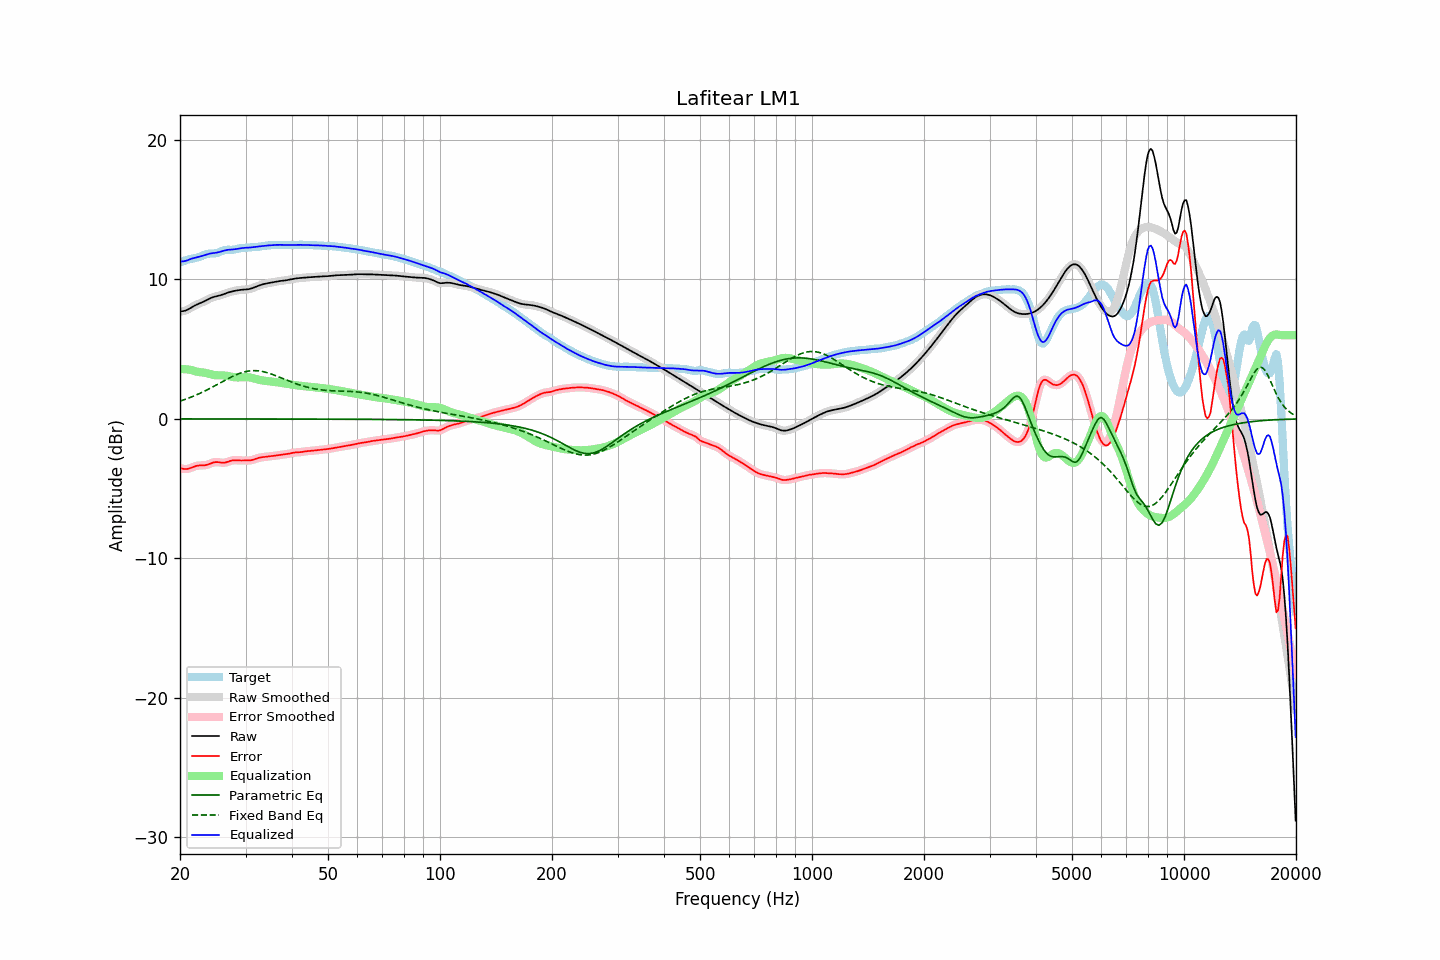 Lafitear LM1
20
10
0
−10
−20
−30
Amplitude (dBr)
Target
Raw Smoothed
Error Smoothed
Raw
Error
Equalization
Parametric Eq
Fixed Band Eq
Equalized
20 50 100 200 500 1000 2000 5000 10000 20000
Frequency (Hz)